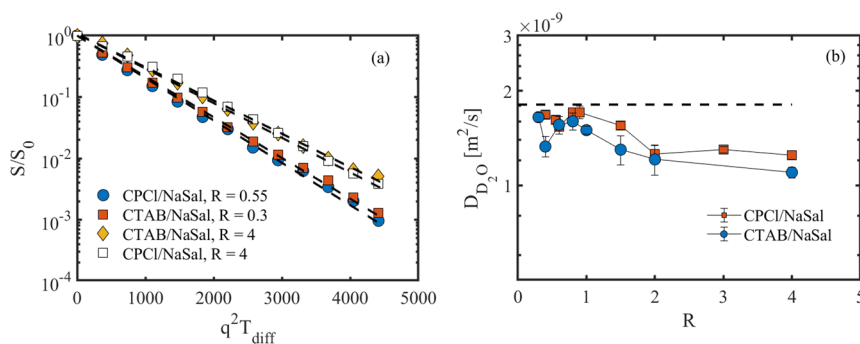 (a)
10^0
10^-1
10^-2
10^-3
10^-4
S/S_0
CPCl/NaSal, R = 0.55
CTAB/NaSal, R = 0.3
CTAB/NaSal, R = 4
CPCl/NaSal, R = 4
0 1000 2000 3000 4000 5000
q^2T_diff
×10^-9
(b)
2
1
D_D_2O [m^2/s]
CPCl/NaSal
CTAB/NaSal
0 1 2 3 4 5
R